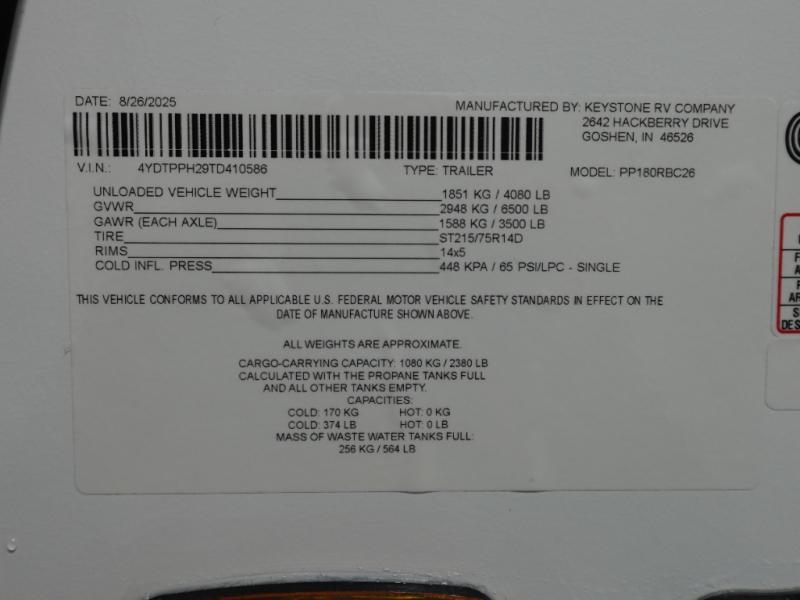 DATE: 8/26/2025
MANUFACTURED BY: KEYSTONE RV COMPANY
2642 HACKBERRY DRIVE
GOSHEN, IN 46526
V.I.N.: 4YDTPPH29TD410586 TYPE: TRAILER MODEL: PP180RBC26
UNLOADED VEHICLE WEIGHT 1851 KG / 4080 LB
GVWR 2948 KG / 6500 LB
GAWR (EACH AXLE) 1588 KG / 3500 LB
TIRE ST215/75R14D
RIMS 14x5
COLD INFL. PRESS 448 KPA / 65 PSI/LPC - SINGLE
THIS VEHICLE CONFORMS TO ALL APPLICABLE U.S. FEDERAL MOTOR VEHICLE SAFETY STANDARDS IN EFFECT ON THE
DATE OF MANUFACTURE SHOWN ABOVE.
ALL WEIGHTS ARE APPROXIMATE.
CARGO-CARRYING CAPACITY: 1080 KG / 2380 LB
CALCULATED WITH THE PROPANE TANKS FULL
AND ALL OTHER TANKS EMPTY.
CAPACITIES:
COLD: 170 KG HOT: 0 KG
COLD: 374 LB HOT: 0 LB
MASS OF WASTE WATER TANKS FULL:
256 KG / 564 LB